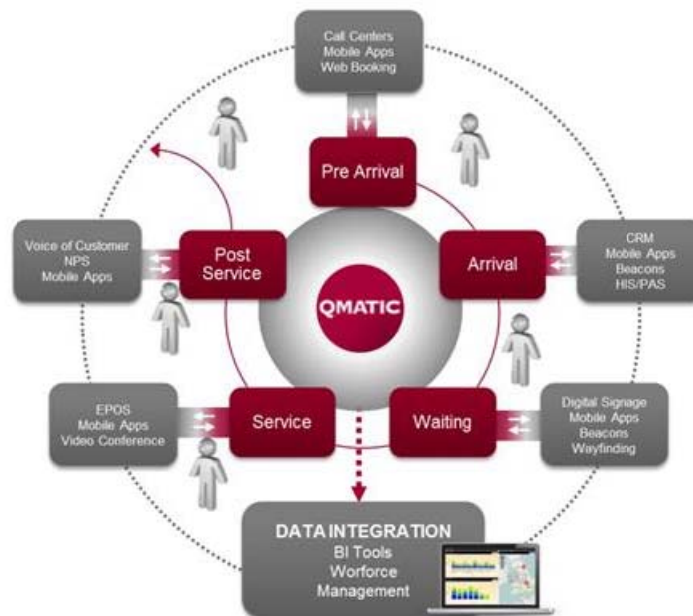 Call Centers
Mobile Apps
Web Booking
Pre Arrival
Arrival
CRM
Mobile Apps
Beacons
HIS/PAS
Waiting
Digital Signage
Mobile Apps
Beacons
Wayfinding
Service
EPOS
Mobile Apps
Video Conference
Post
Service
Voice of Customer
NPS
Mobile Apps
QMATIC
DATA INTEGRATION
BI Tools
Worforce
Management